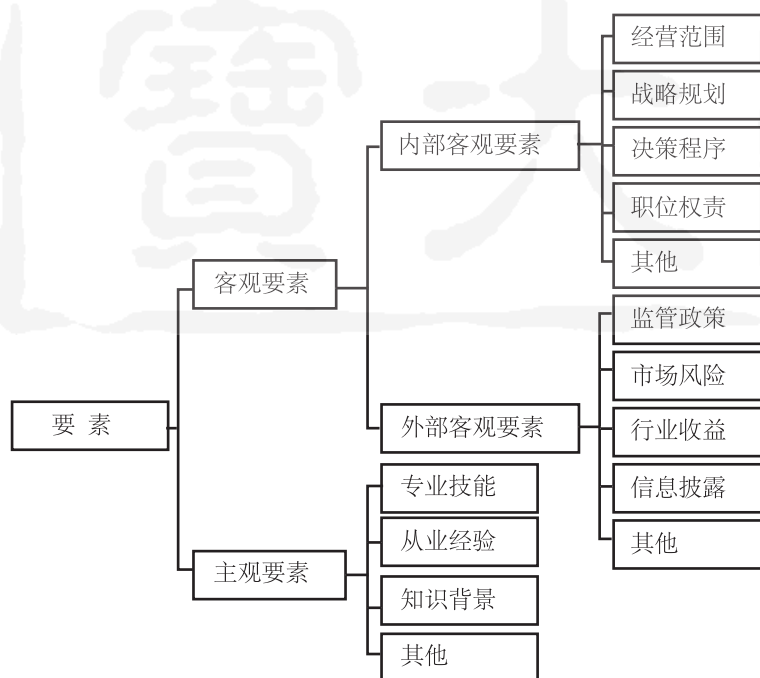 要 素
客观要素
内部客观要素
经营范围
战略规划
决策程序
职位权责
其他
外部客观要素
监管政策
市场风险
行业收益
信息披露
其他
主观要素
专业技能
从业经验
知识背景
其他